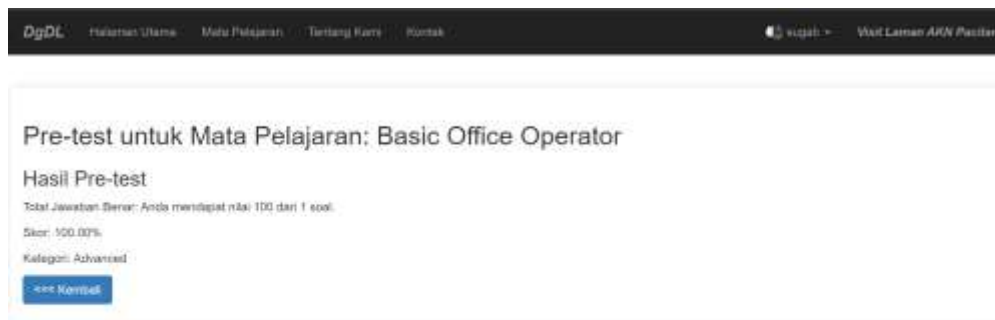 DgDL Halaman Utama Mata Pelajaran Tentang Kami Kontak sugah Visit Laman AKN Pacitan
Pre-test untuk Mata Pelajaran: Basic Office Operator
Hasil Pre-test
Total Jawaban Benar: Anda mendapat nilai 100 dari 1 soal.
Skor: 100.00%
Kategori: Advanced
<<< Kembali